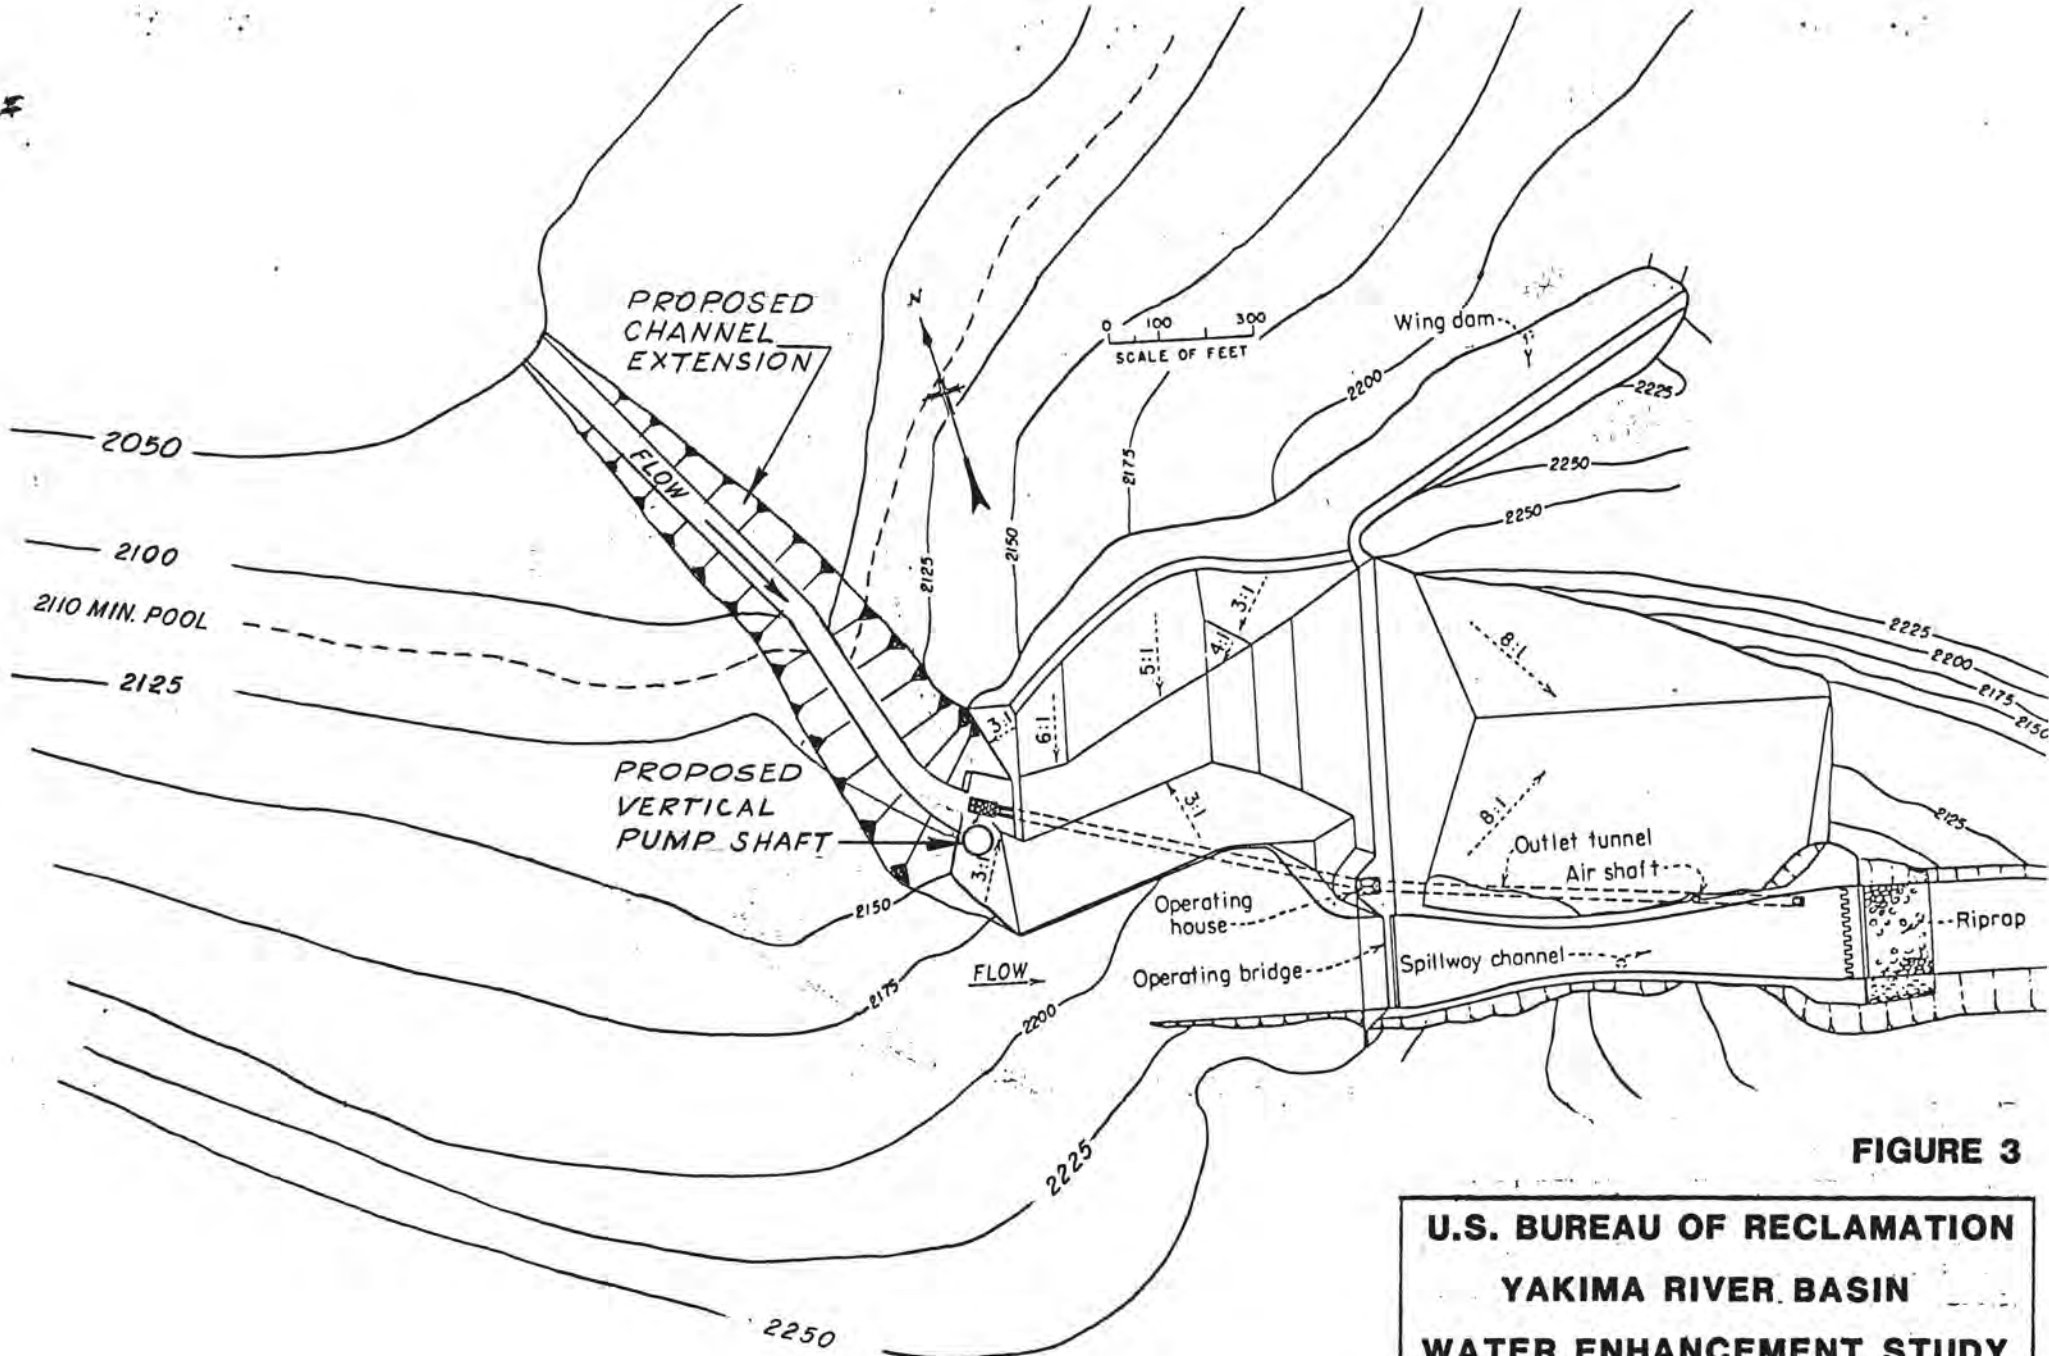 PROPOSED
CHANNEL
EXTENSION
N
0 100 300
SCALE OF FEET
Wing dam
2200
2225
2250
2250
2050
FLOW
2175
2100
2125
2150
2110 MIN. POOL
2125
3:1
4:1
5:1
6:1
3:1
8:1
2225
2200
2175
2150
PROPOSED
VERTICAL
PUMP SHAFT
3:1
3:1
8:1
Outlet tunnel
Air shaft
2125
2150
Operating
house
Riprap
FLOW
Operating bridge
Spillway channel
2175
2200
2225
2250
FIGURE 3
U.S. BUREAU OF RECLAMATION
YAKIMA RIVER BASIN
WATER ENHANCEMENT STUDY